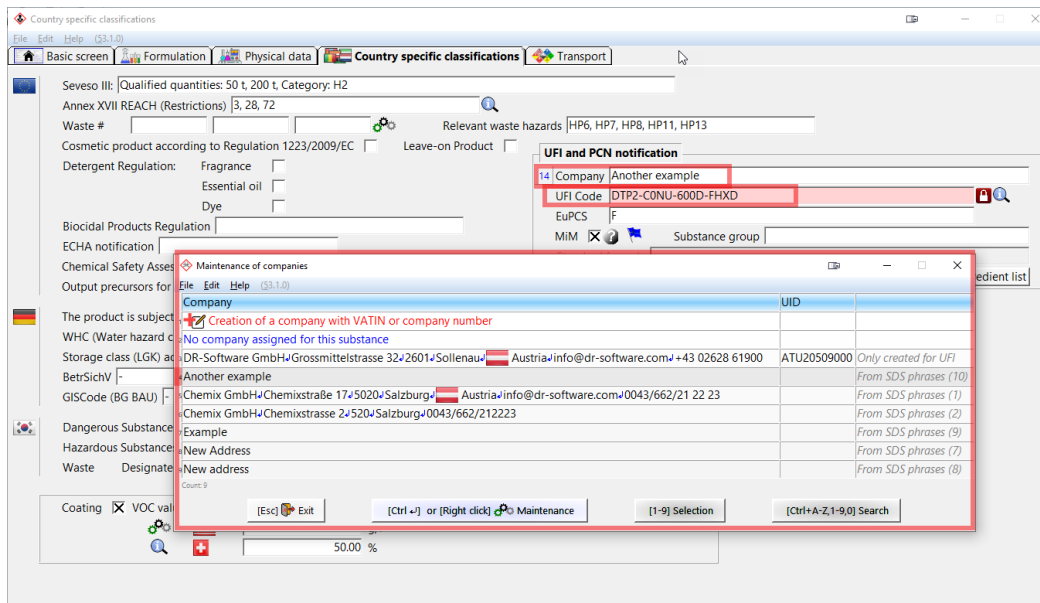 Country specific classifications
File Edit Help (§3.1.0)
Basic screen Formulation Physical data Country specific classifications Transport
Seveso III: Qualified quantities: 50 t, 200 t, Category: H2
Annex XVII REACH (Restrictions) 3, 28, 72
Waste # Relevant waste hazards HP6, HP7, HP8, HP11, HP13
Cosmetic product according to Regulation 1223/2009/EC Leave-on Product
UFI and PCN notification
Detergent Regulation: Fragrance
14 Company Another example
Essential oil
UFI Code DTP2-C0NU-600D-FHXD
Dye
EuPCS F
Biocidal Products Regulation
MiM Substance group
ECHA notification
Chemical Safety Asses
edient list
Output precursors for
Maintenance of companies
File Edit Help (§3.1.0)
Company UID
1 Creation of a company with VATIN or company number
No company assigned for this substance
DR-Software GmbH↲Grossmittelstrasse 32↲2601↲Sollenau↲ Austria↲info@dr-software.com↲+43 02628 61900 ATU20509000 Only created for UFI
Another example From SDS phrases (10)
Chemix GmbH↲Chemixstraße 17↲5020↲Salzburg↲ Austria↲info@dr-software.com↲0043/662/21 22 23 From SDS phrases (1)
Chemix GmbH↲Chemixstrasse 2↲520↲Salzburg↲0043/662/212223 From SDS phrases (2)
Example From SDS phrases (9)
New Address From SDS phrases (7)
New address From SDS phrases (8)
Count: 9
[Esc] Exit [Ctrl ↲] or [Right click] Maintenance [1-9] Selection [Ctrl+A-Z,1-9,0] Search
The product is subject
WHC (Water hazard c
Storage class (LGK) ac
BetrSichV -
GISCode (BG BAU) -
Dangerous Substance
Hazardous Substance
Waste Designate
Coating VOC val
50.00 %